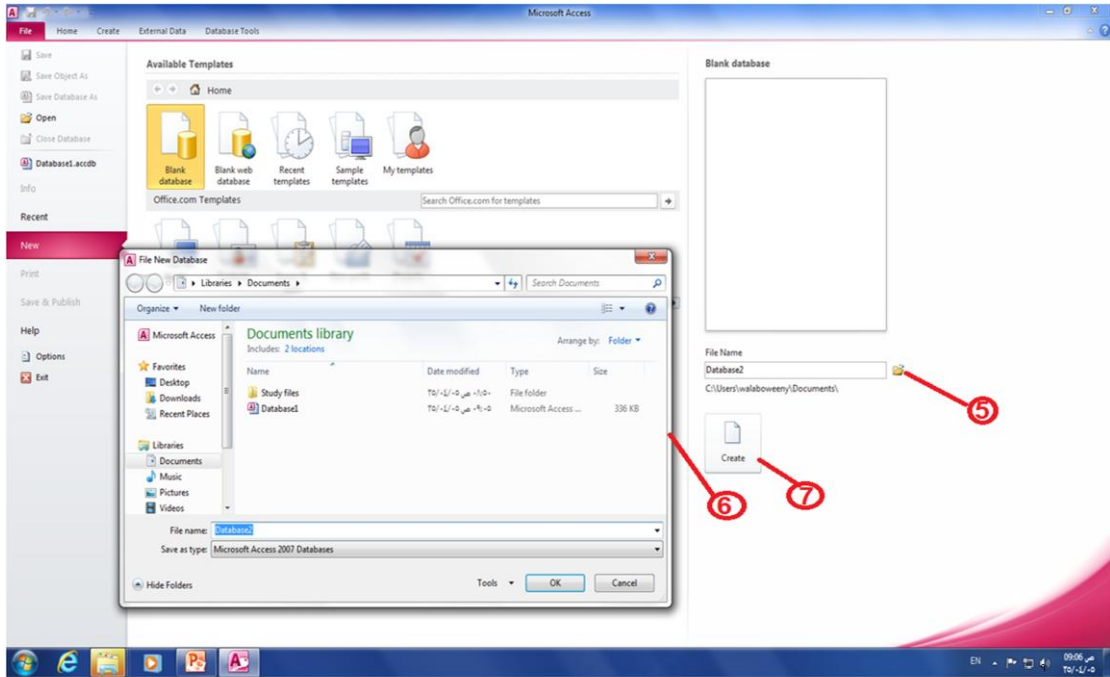 Microsoft Access
File Home Create External Data Database Tools
Save
Save Object As
Save Database As
Open
Close Database
Database1.accdb
Info
Recent
New
Print
Save & Publish
Help
Options
Exit
Available Templates
Home
Blank database
Blank web database
Recent templates
Sample templates
My templates
Office.com Templates
Search Office.com for templates
File New Database
Libraries Documents
Search Documents
Organize New folder
Microsoft Access
Favorites
Desktop
Downloads
Recent Places
Libraries
Documents
Music
Pictures
Videos
Documents library
Includes: 2 locations
Arrange by: Folder
Name Date modified Type Size
Study files File folder
Database1 Microsoft Access ... 336 KB
File name: Database2
Save as type: Microsoft Access 2007 Databases
Hide Folders
Tools OK Cancel
Blank database
File Name
Database2
C:\Users\walaboweeny\Documents\
Create
5
6
7
EN
09:06 ص